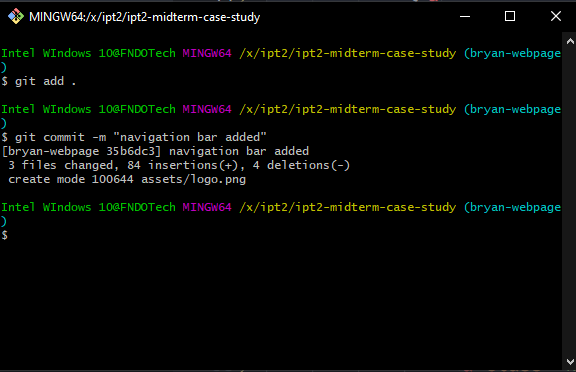 MINGW64:/x/ipt2/ipt2-midterm-case-study
Intel WIndows 10@FNDOTech MINGW64 /x/ipt2/ipt2-midterm-case-study (bryan-webpage
)
$ git add .
Intel WIndows 10@FNDOTech MINGW64 /x/ipt2/ipt2-midterm-case-study (bryan-webpage
)
$ git commit -m "navigation bar added"
[bryan-webpage 35b6dc3] navigation bar added
 3 files changed, 84 insertions(+), 4 deletions(-)
 create mode 100644 assets/logo.png
Intel WIndows 10@FNDOTech MINGW64 /x/ipt2/ipt2-midterm-case-study (bryan-webpage
)
$